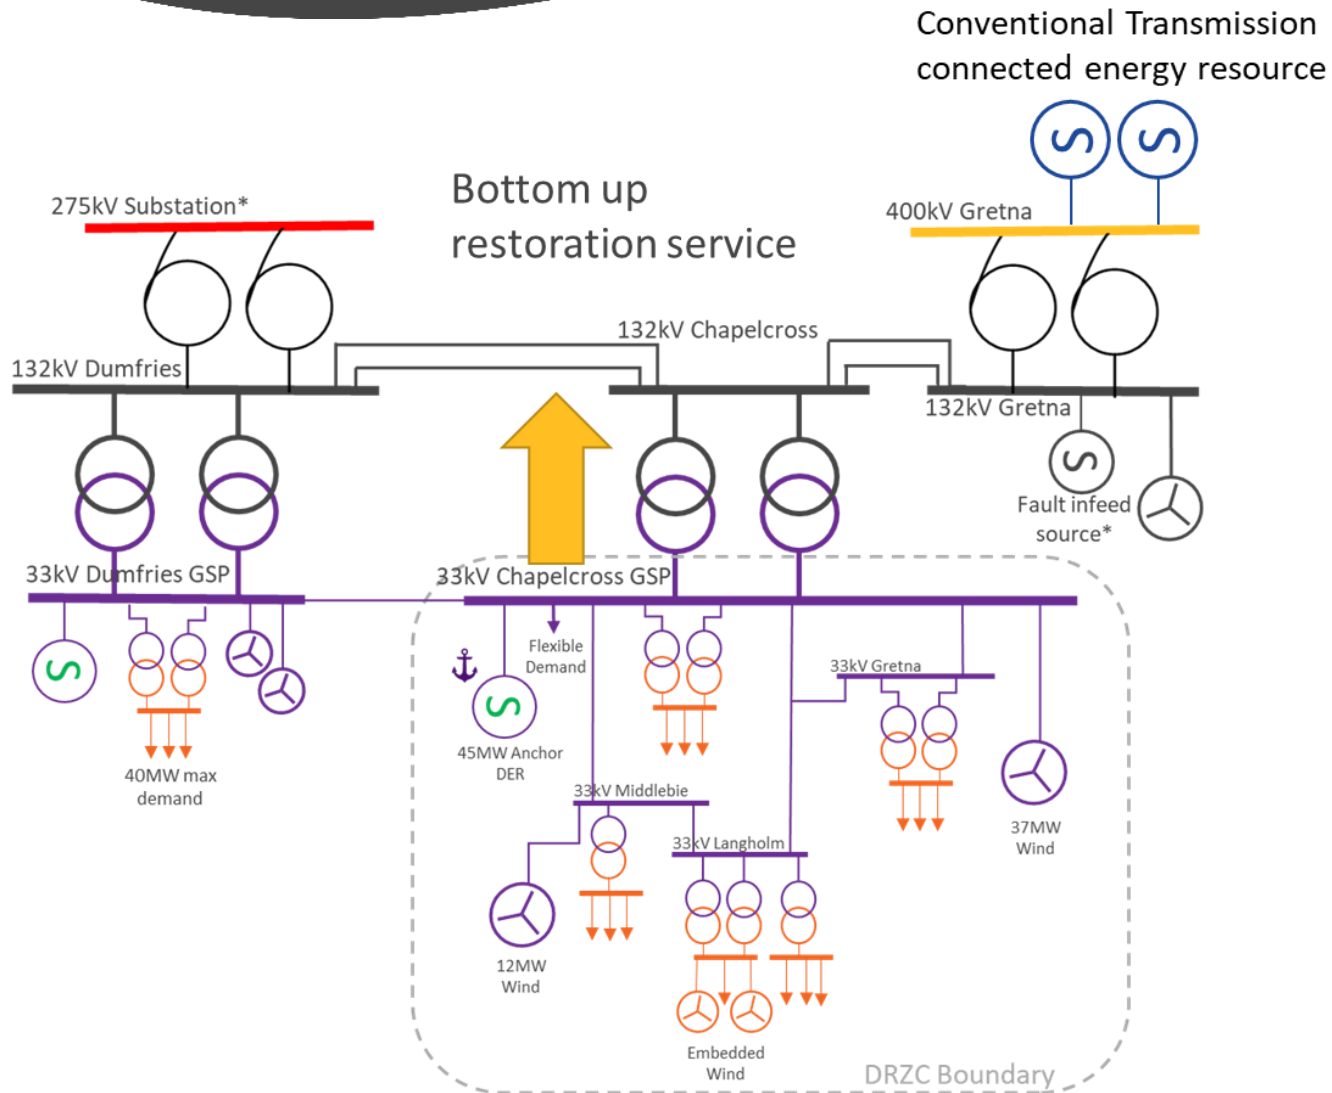 Conventional Transmission
connected energy resource
275kV Substation*
Bottom up
restoration service
400kV Gretna
132kV Dumfries
132kV Chapelcross
132kV Gretna
Fault infeed
source*
33kV Dumfries GSP
33kV Chapelcross GSP
Flexible
Demand
45MW Anchor
DER
40MW max
demand
33kV Gretna
33kV Middlebie
33kV Langholm
37MW
Wind
12MW
Wind
Embedded
Wind
DRZC Boundary